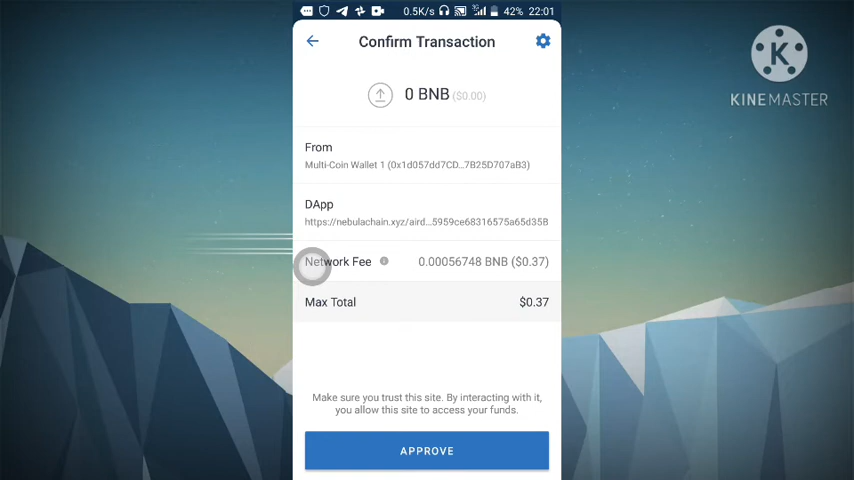 0.5K/s 42% 22:01
Confirm Transaction
0 BNB ($0.00)
From
Multi-Coin Wallet 1 (0x1d057dd7CD...7B25D707aB3)
DApp
https://nebulachain.xyz/aird...5959ce68316575a65d35B
Network Fee 0.00056748 BNB ($0.37)
Max Total $0.37
Make sure you trust this site. By interacting with it,
you allow this site to access your funds.
APPROVE
K
KINEMASTER